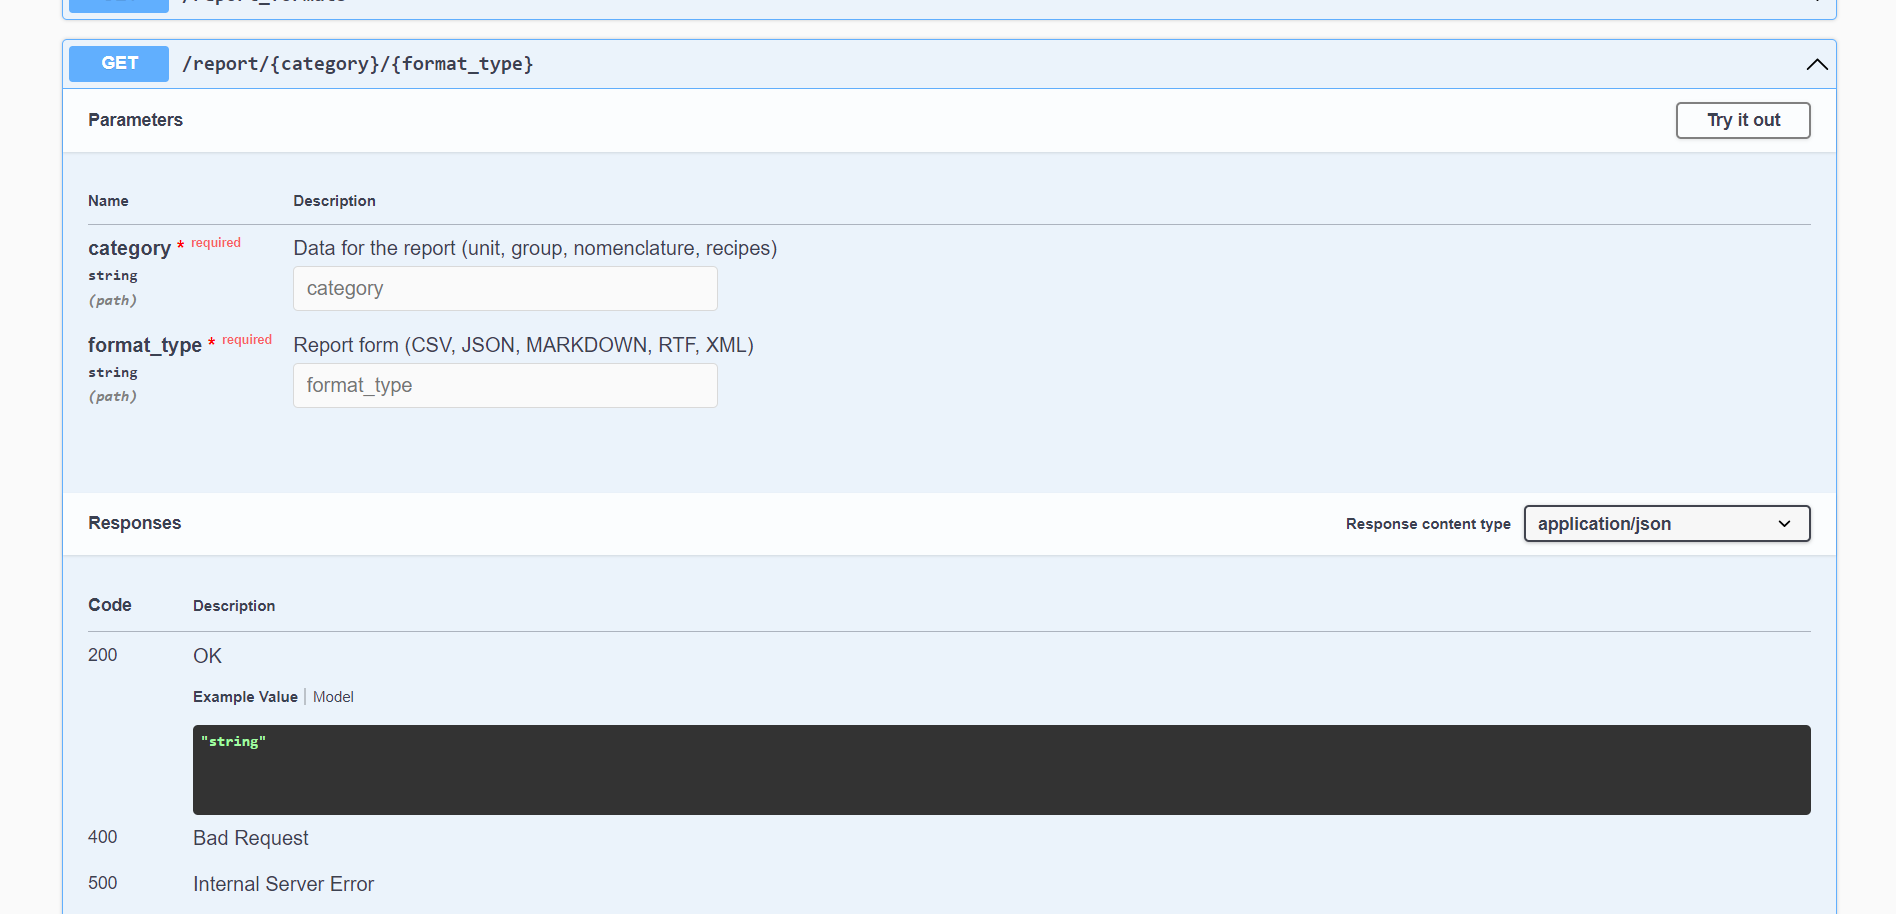 GET /report/{category}/{format_type}
Parameters
Try it out
Name Description
category * required
string
(path)
Data for the report (unit, group, nomenclature, recipes)
category
format_type * required
string
(path)
Report form (CSV, JSON, MARKDOWN, RTF, XML)
format_type
Responses
Response content type
application/json
Code Description
200 OK
Example Value | Model
"string"
400 Bad Request
500 Internal Server Error